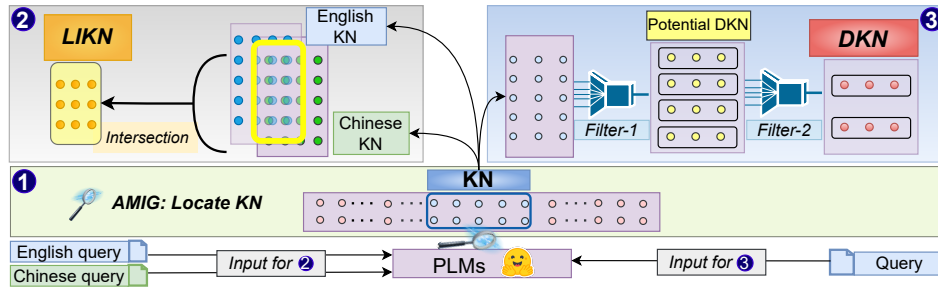 2
LIKN
Intersection
English
KN
Chinese
KN
3
Potential DKN
DKN
Filter-1
Filter-2
1
AMIG: Locate KN
KN
English query
Chinese query
Input for 2
PLMs
Input for 3
Query